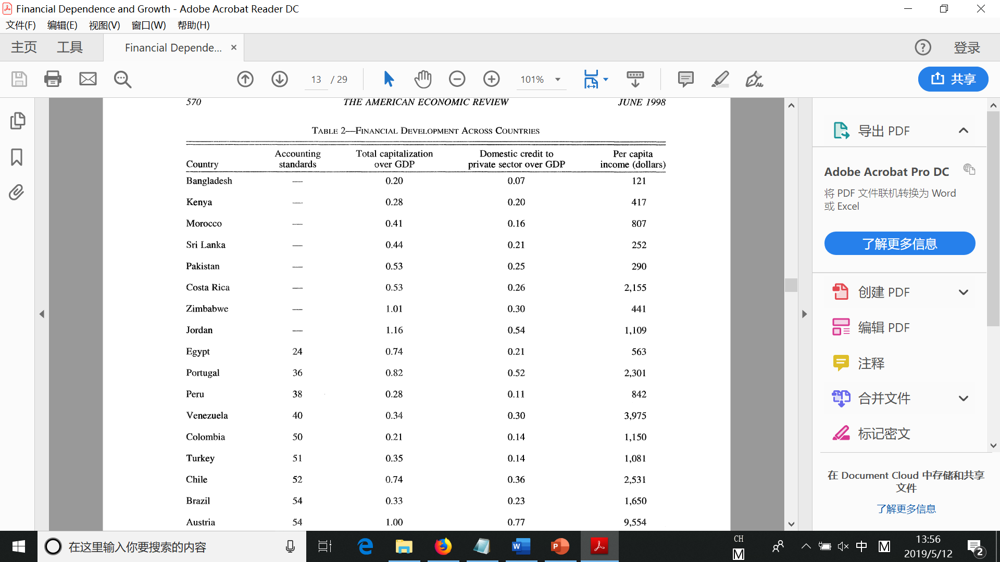 Financial Dependence and Growth - Adobe Acrobat Reader DC
文件(F) 编辑(E) 视图(V) 窗口(W) 帮助(H)
主页 工具 Financial Depende... × ? 登录
13 / 29 101% 共享
570 THE AMERICAN ECONOMIC REVIEW JUNE 1998
TABLE 2—FINANCIAL DEVELOPMENT ACROSS COUNTRIES
Country Accounting standards Total capitalization over GDP Domestic credit to private sector over GDP Per capita income (dollars)
Bangladesh — 0.20 0.07 121
Kenya — 0.28 0.20 417
Morocco — 0.41 0.16 807
Sri Lanka — 0.44 0.21 252
Pakistan — 0.53 0.25 290
Costa Rica — 0.53 0.26 2,155
Zimbabwe — 1.01 0.30 441
Jordan — 1.16 0.54 1,109
Egypt 24 0.74 0.21 563
Portugal 36 0.82 0.52 2,301
Peru 38 0.28 0.11 842
Venezuela 40 0.34 0.30 3,975
Colombia 50 0.21 0.14 1,150
Turkey 51 0.35 0.14 1,081
Chile 52 0.74 0.36 2,531
Brazil 54 0.33 0.23 1,650
Austria 54 1.00 0.77 9,554
导出 PDF
Adobe Acrobat Pro DC
将 PDF 文件联机转换为 Word
或 Excel
了解更多信息
创建 PDF
编辑 PDF
注释
合并文件
标记密文
在 Document Cloud 中存储和共享
文件
了解更多信息
在这里输入你要搜索的内容
W P
CH
M
中 M
13:56
2019/5/12
2